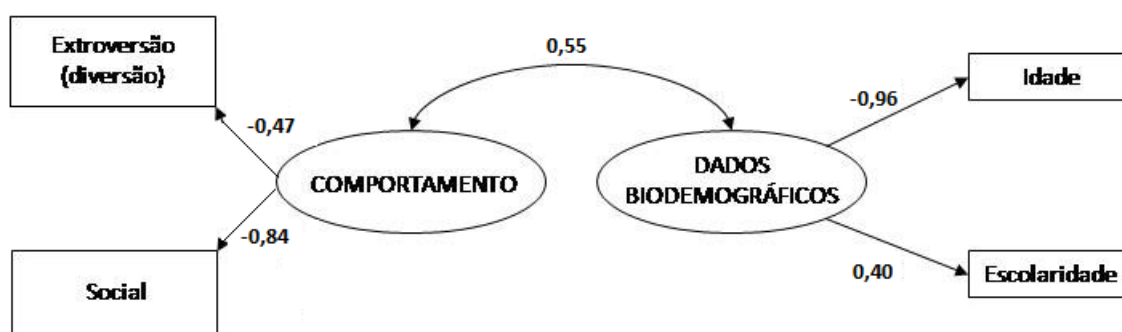 Extroversão
(diversão)
0,55
Idade
-0,96
-0,47
COMPORTAMENTO
DADOS
BIODEMOGRÁFICOS
-0,84
0,40
Social
Escolaridade